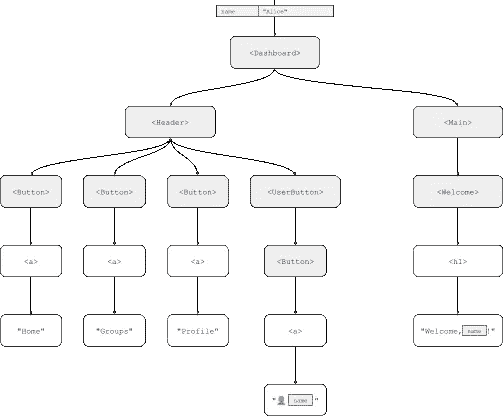 name "Alice"
<Dashboard>
<Header> <Main>
<Button> <Button> <Button> <UserButton> <Welcome>
<a> <a> <a> <Button> <h1>
"Home" "Groups" "Profile" <a> "Welcome, name !"
"👤 name "